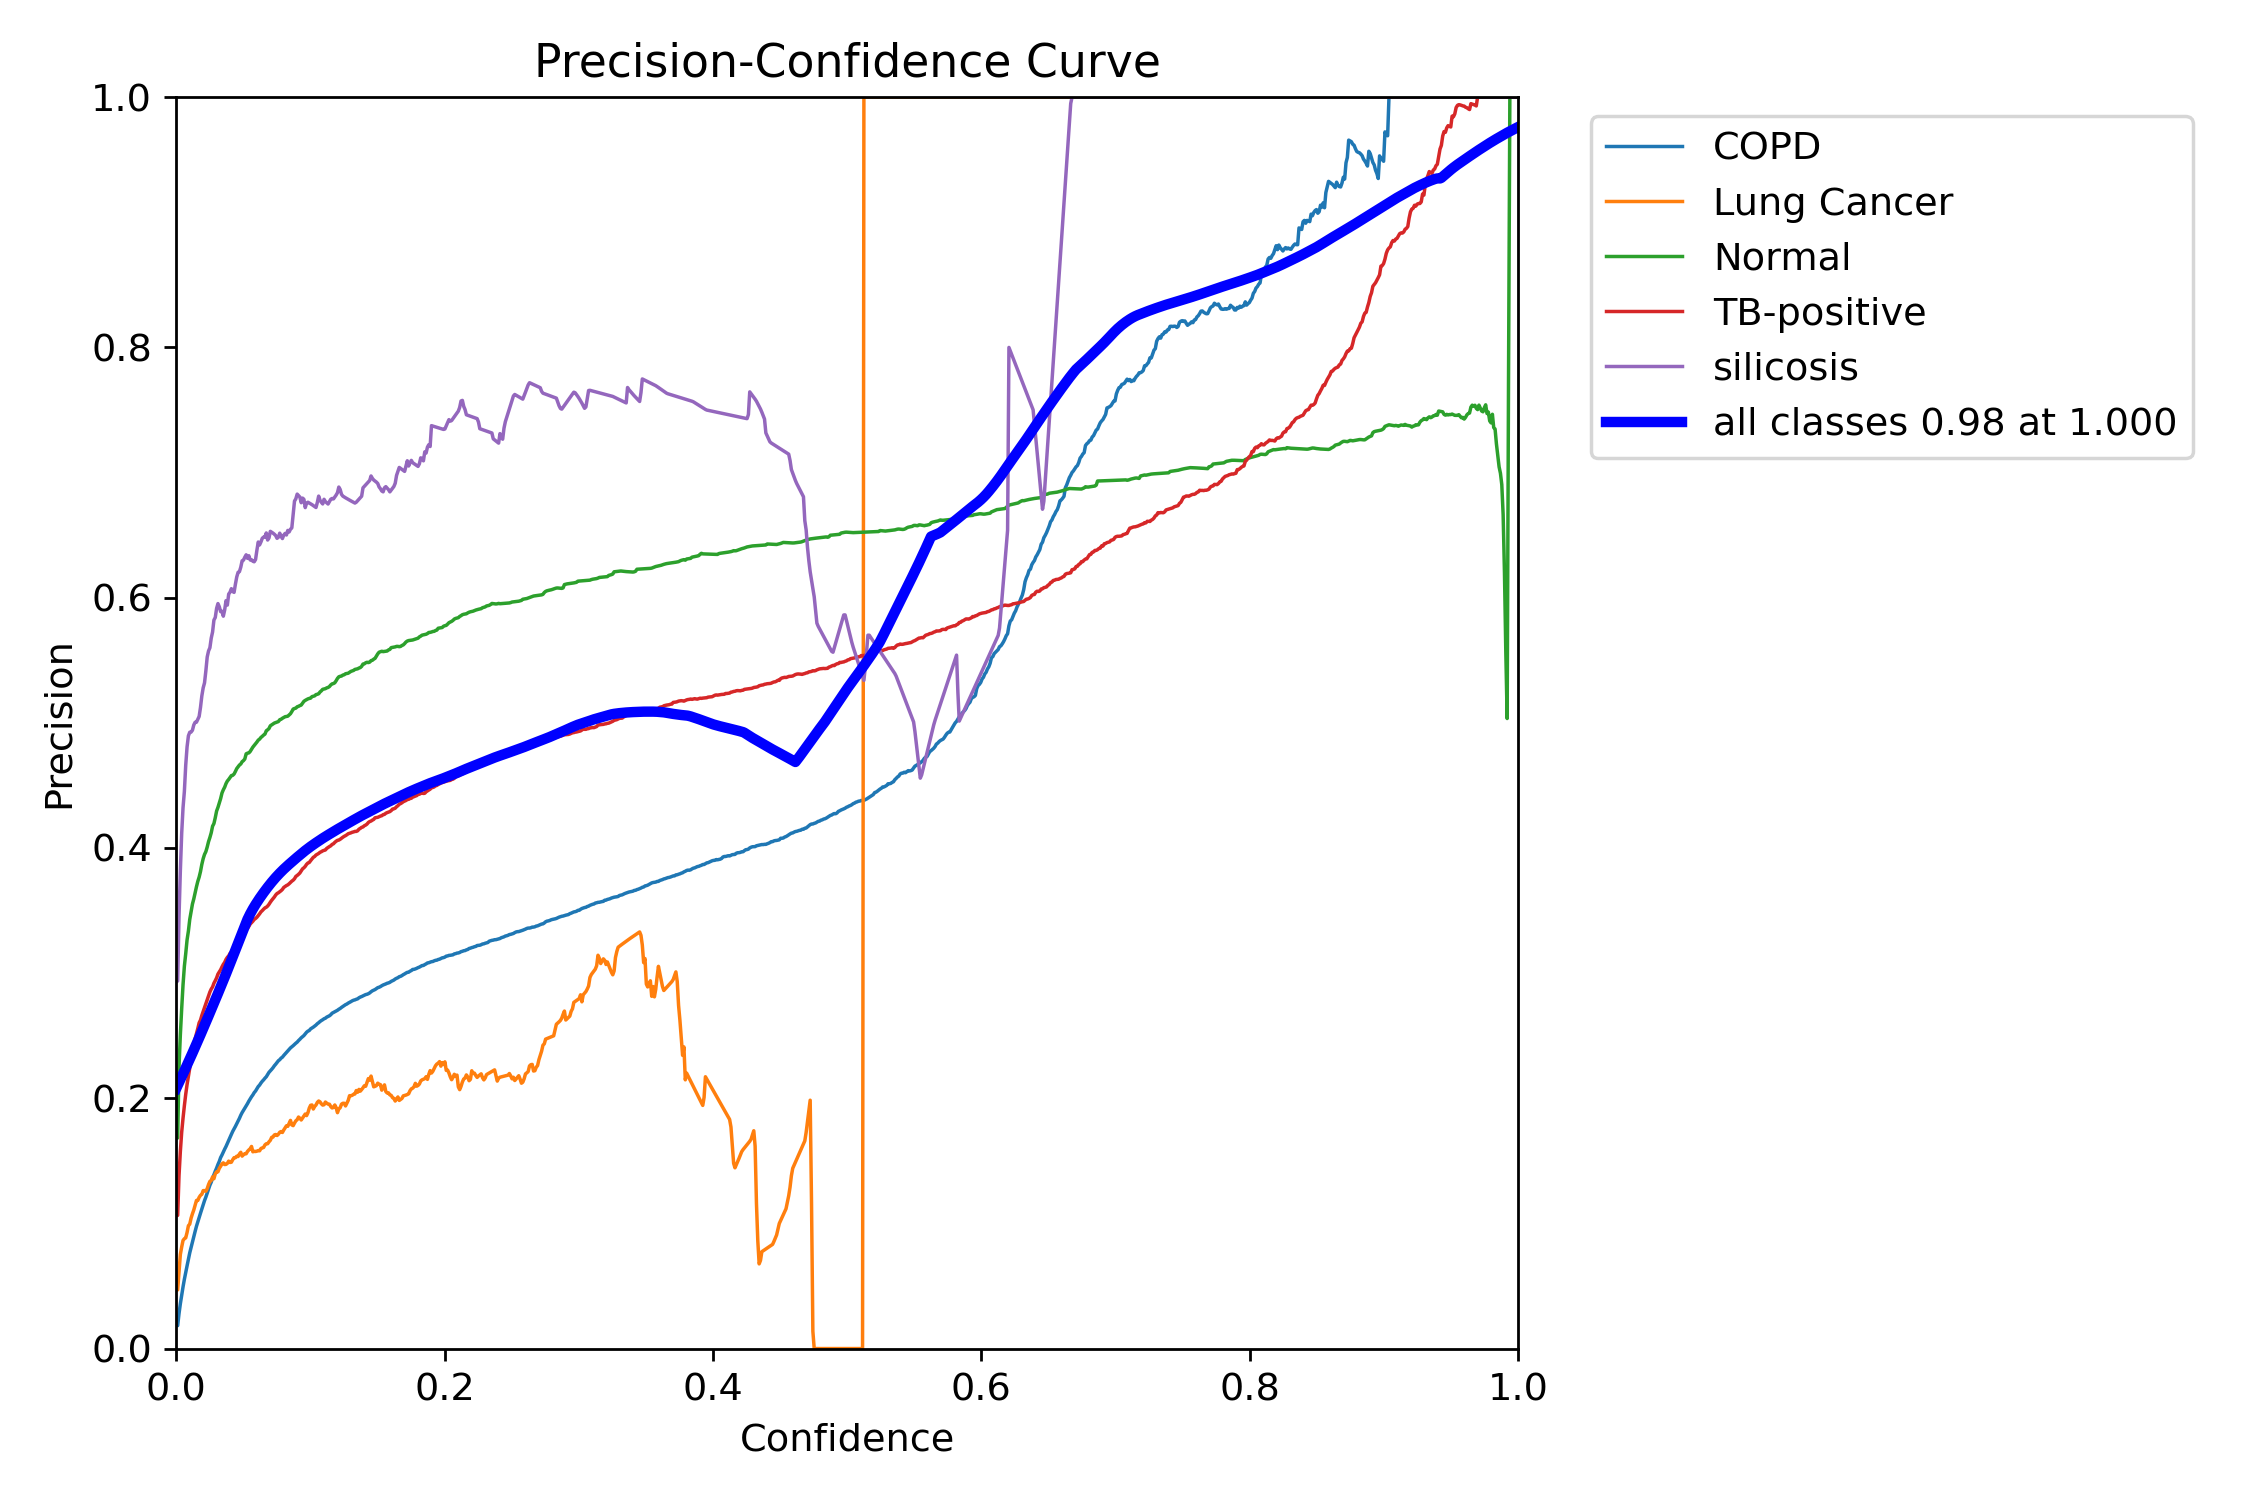 Precision-Confidence Curve
1.0
0.8
0.6
0.4
0.2
0.0
Precision
0.0 0.2 0.4 0.6 0.8 1.0
Confidence
COPD
Lung Cancer
Normal
TB-positive
silicosis
all classes 0.98 at 1.000